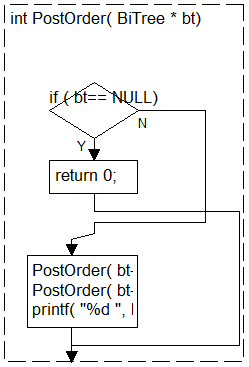 int PostOrder( BiTree * bt)
if ( bt== NULL)
N
Y
return 0;
PostOrder( bt-
PostOrder( bt-
printf( "%d ",